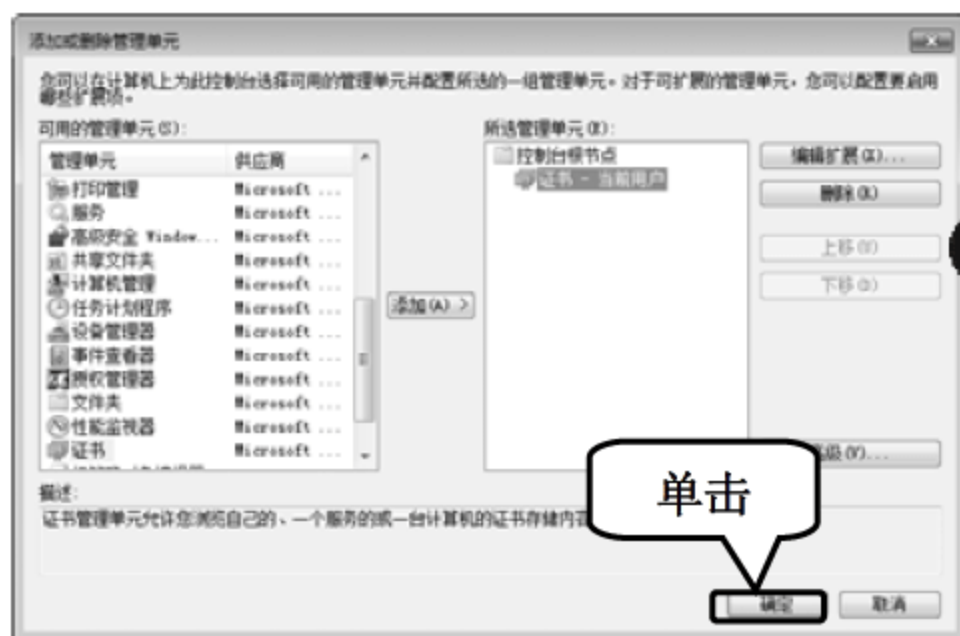 添加或删除管理单元
您可以在计算机上为此控制台选择可用的管理单元并配置所选的一组管理单元。对于可扩展的管理单元，您可以配置要启用
哪些扩展项。
可用的管理单元(S):
所选管理单元(E):
管理单元 供应商
打印管理 Microsoft ...
服务 Microsoft ...
高级安全 Window... Microsoft ...
共享文件夹 Microsoft ...
计算机管理 Microsoft ...
任务计划程序 Microsoft ...
设备管理器 Microsoft ...
事件查看器 Microsoft ...
授权管理器 Microsoft ...
文件夹 Microsoft ...
性能监视器 Microsoft ...
证书 Microsoft ...
添加(A) >
控制台根节点
证书 - 当前用户
编辑扩展(X)...
删除(R)
上移(U)
下移(D)
级(V)...
描述:
证书管理单元允许您浏览自己的、一个服务的或一台计算机的证书存储内容
单击
确定
取消